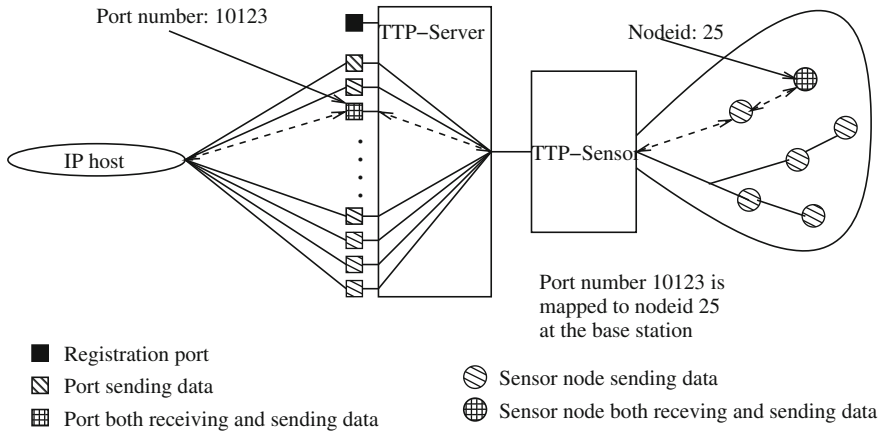 Port number: 10123
TTP−Server
Nodeid: 25
IP host
TTP−Sensor
Port number 10123 is
mapped to nodeid 25
at the base station
Registration port
Port sending data
Port both receiving and sending data
Sensor node sending data
Sensor node both receving and sending data